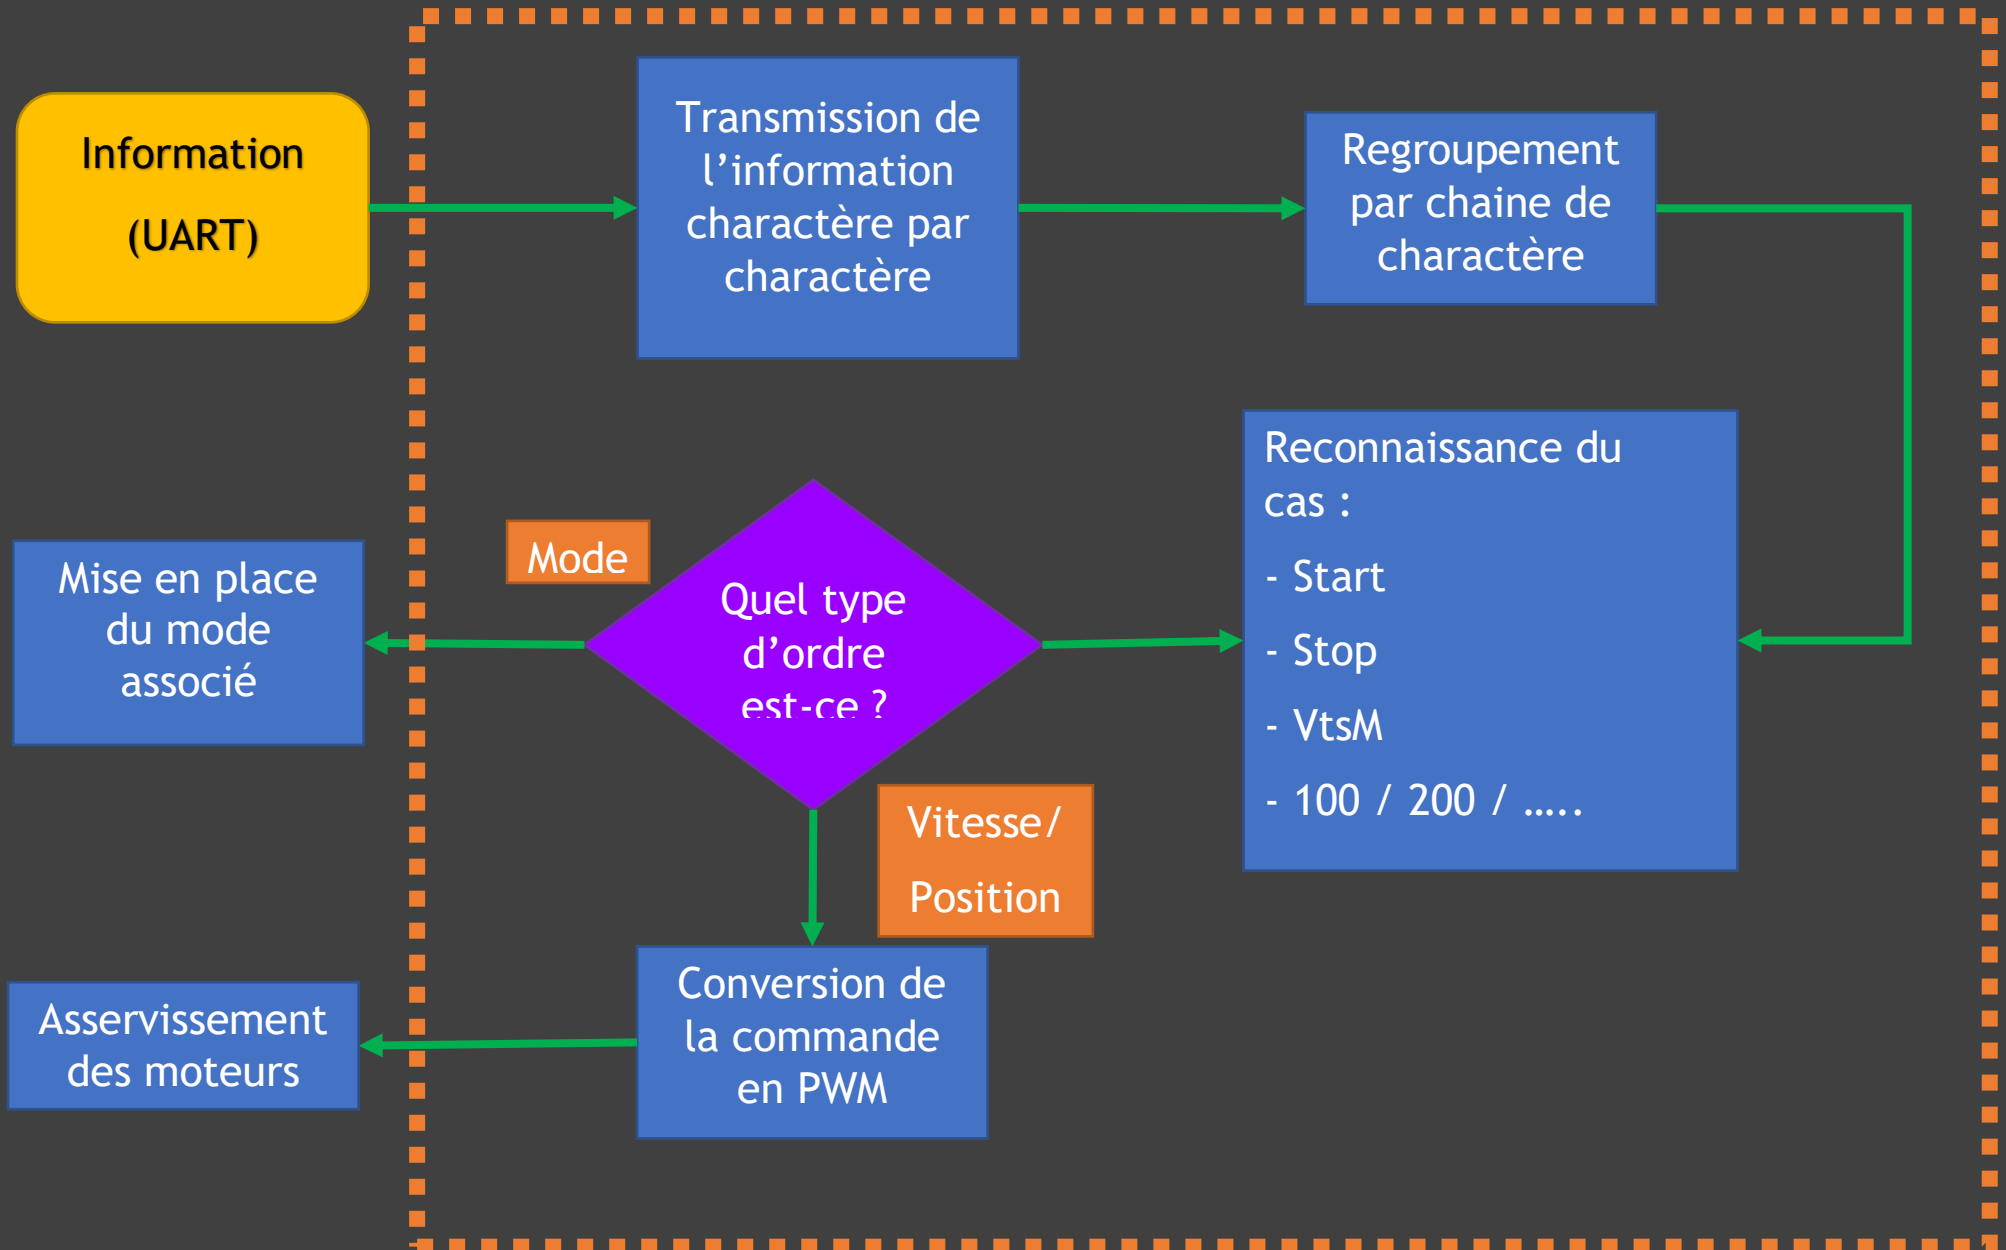 Information
(UART)
Transmission de
l’information
charactère par
charactère
Regroupement
par chaine de
charactère
Reconnaissance du
cas :
- Start
- Stop
- VtsM
- 100 / 200 / …..
Quel type
d’ordre
est-ce ?
Mode
Mise en place
du mode
associé
Vitesse/
Position
Conversion de
la commande
en PWM
Asservissement
des moteurs